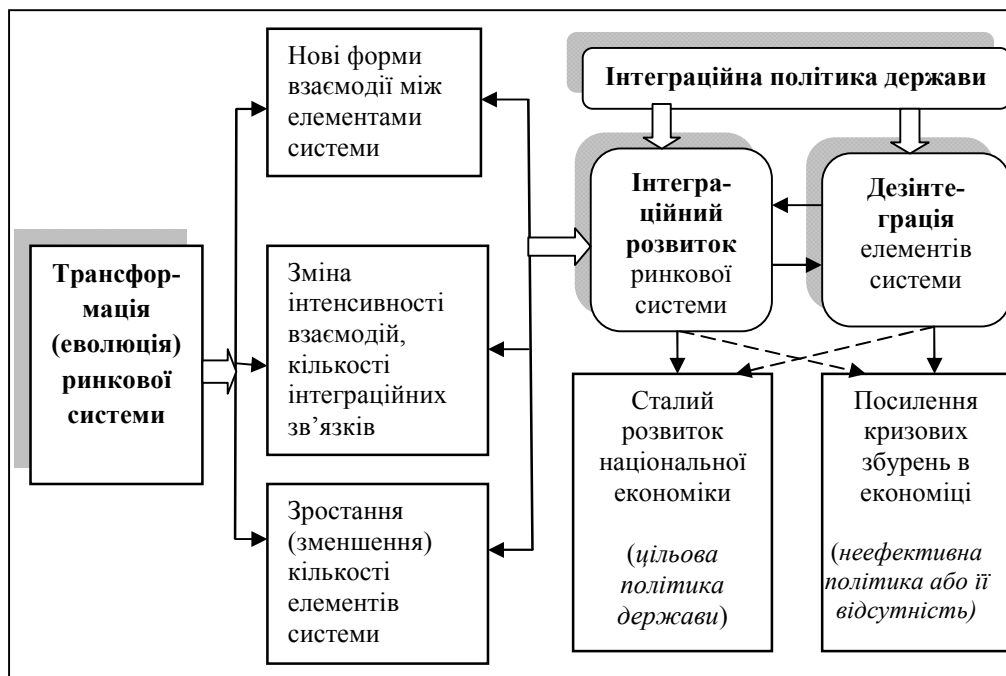 Трансфор-
мація
(еволюція)
ринкової
системи
Нові форми
взаємодії між
елементами
системи
Зміна
інтенсивності
взаємодій,
кількості
інтеграційних
зв’язків
Зростання
(зменшення)
кількості
елементів
системи
Інтеграційна політика держави
Інтегра-
ційний
розвиток
ринкової
системи
Дезінте-
грація
елементів
системи
Сталий
розвиток
національної
економіки
(цільова
політика
держави)
Посилення
кризових
збурень в
економіці
(неефективна
політика або її
відсутність)